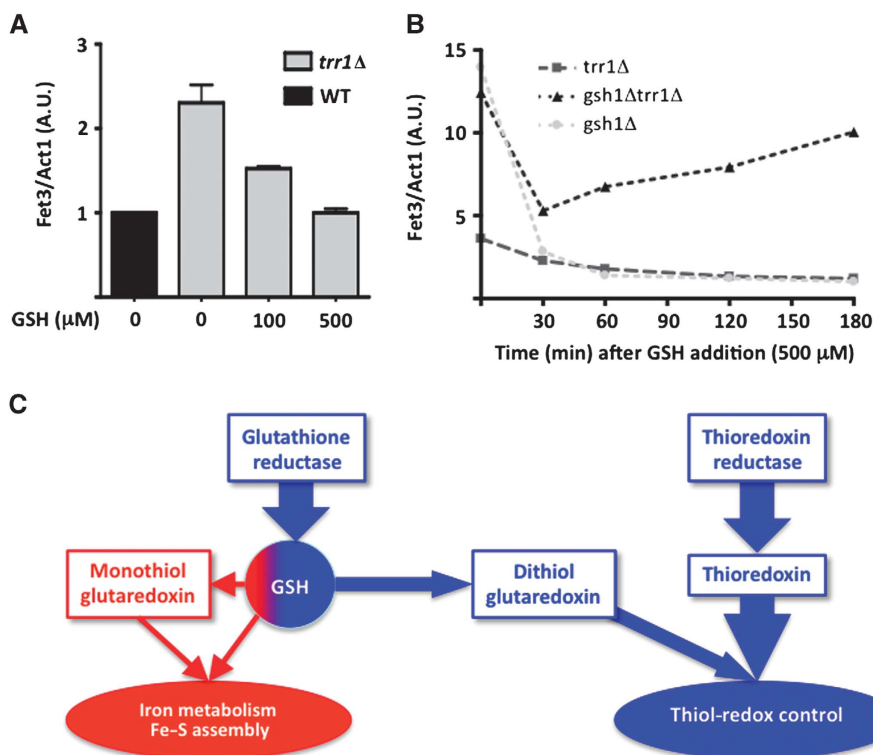 A
3
2
1
Fet3/Act1 (A.U.)
trr1Δ
WT
GSH (μM) 0 0 100 500
B
15
10
5
Fet3/Act1 (A.U.)
trr1Δ
gsh1Δtrr1Δ
gsh1Δ
30 60 90 120 150 180
Time (min) after GSH addition (500 μM)
C
Glutathione
reductase
Thioredoxin
reductase
Monothiol
glutaredoxin
GSH
Dithiol
glutaredoxin
Thioredoxin
Iron metabolism
Fe–S assembly
Thiol-redox control